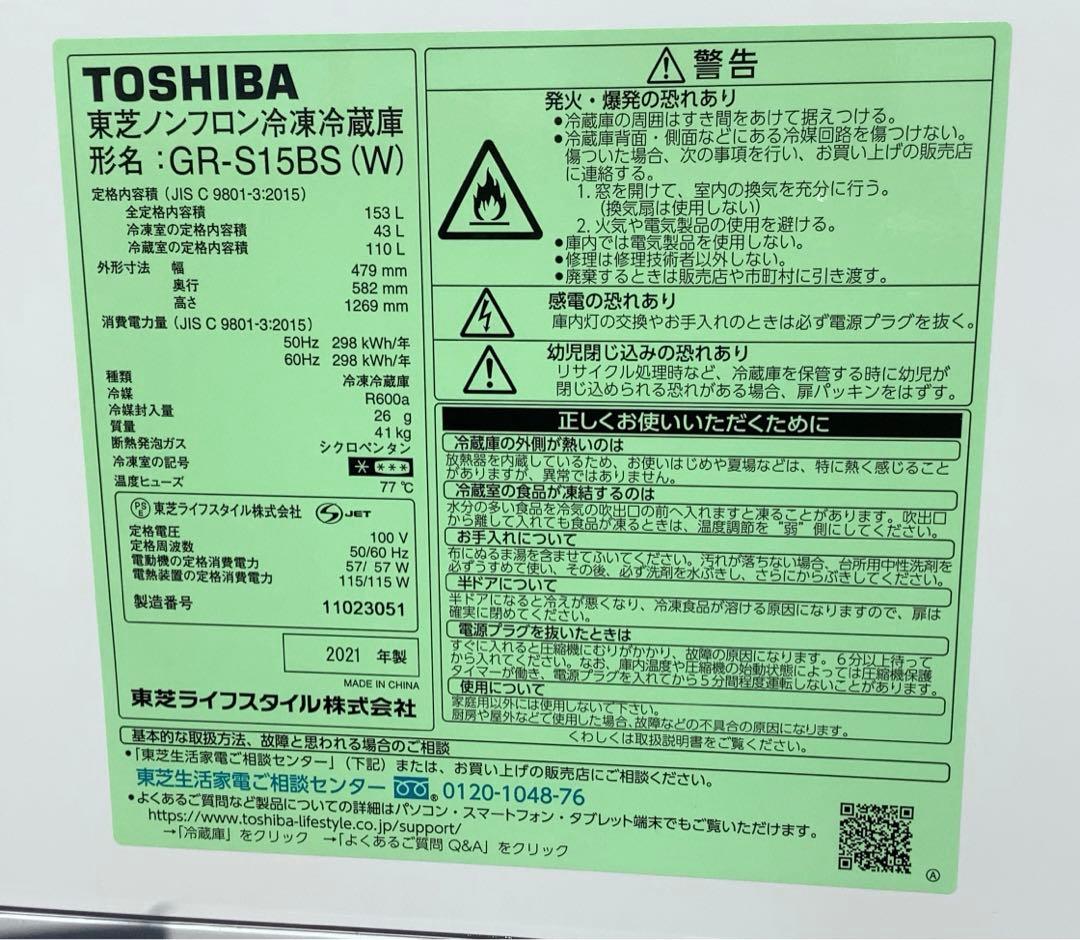 TOSHIBA
東芝ノンフロン冷凍冷蔵庫
形名：GR-S15BS（W）
定格内容積（JIS C 9801-3:2015）
全定格内容積 153 L
冷凍室の定格内容積 43 L
冷蔵室の定格内容積 110 L
外形寸法 幅 479 mm
奥行 582 mm
高さ 1269 mm
消費電力量（JIS C 9801-3:2015）
50Hz 298 kWh/年
60Hz 298 kWh/年
種類 冷凍冷蔵庫
冷媒 R600a
冷媒封入量 26 g
質量 41 kg
断熱発泡ガス シクロペンタン
冷凍室の記号 * ***
温度ヒューズ 77 ℃
PS E 東芝ライフスタイル株式会社 S JET
定格電圧 100 V
定格周波数 50/60 Hz
電動機の定格消費電力 57/ 57 W
電熱装置の定格消費電力 115/115 W
製造番号 11023051
2021 年製
MADE IN CHINA
東芝ライフスタイル株式会社
警告
発火・爆発の恐れあり
●冷蔵庫の周囲はすき間をあけて据えつける。
●冷蔵庫背面・側面などにある冷媒回路を傷つけない。
傷ついた場合、次の事項を行い、お買い上げの販売店
に連絡する。
1. 窓を開けて、室内の換気を充分に行う。
（換気扇は使用しない）
2. 火気や電気製品の使用を避ける。
●庫内では電気製品を使用しない。
●修理は修理技術者以外しない。
●廃棄するときは販売店や市町村に引き渡す。
感電の恐れあり
庫内灯の交換やお手入れのときは必ず電源プラグを抜く。
幼児閉じ込みの恐れあり
リサイクル処理時など、冷蔵庫を保管する時に幼児が
閉じ込められる恐れがある場合、扉パッキンをはずす。
正しくお使いいただくために
冷蔵庫の外側が熱いのは
放熱器を内蔵しているため、お使いはじめや夏場などは、特に熱く感じること
がありますが、異常ではありません。
冷蔵室の食品が凍結するのは
水分の多い食品を冷気の吹出口の前へ入れますと凍ることがあります。吹出口
から離して入れても食品が凍るときは、温度調節を“弱”側にしてください。
お手入れについて
布にぬるま湯を含ませてふいてください。汚れが落ちない場合、台所用中性洗剤を
必ずうすめて使い、その後、必ず洗剤を水ぶきし、さらにからぶきしてください。
半ドアについて
半ドアになると冷えが悪くなり、冷凍食品が溶ける原因になりますので、扉は
確実に閉めてください。
電源プラグを抜いたときは
すぐに入れると圧縮機にむりがかかり、故障の原因になります。6分以上待って
から入れてください。なお、庫内温度や圧縮機の始動状態によっては圧縮機保護
タイマーが働き、電源プラグを入れてから5分間程度運転しないことがあります。
使用について
家庭用以外には使用しないで下さい。
厨房や屋外などで使用した場合、故障などの不具合の原因になります。
くわしくは取扱説明書をご覧ください。
基本的な取扱方法、故障と思われる場合のご相談
●「東芝生活家電ご相談センター」（下記）または、お買い上げの販売店にご相談ください。
東芝生活家電ご相談センター ® 0120-1048-76
●よくあるご質問など製品についての詳細はパソコン・スマートフォン・タブレット端末でもご覧いただけます。
https://www.toshiba-lifestyle.co.jp/support/
→「冷蔵庫」をクリック →「よくあるご質問 Q&A」をクリック
Ⓐ